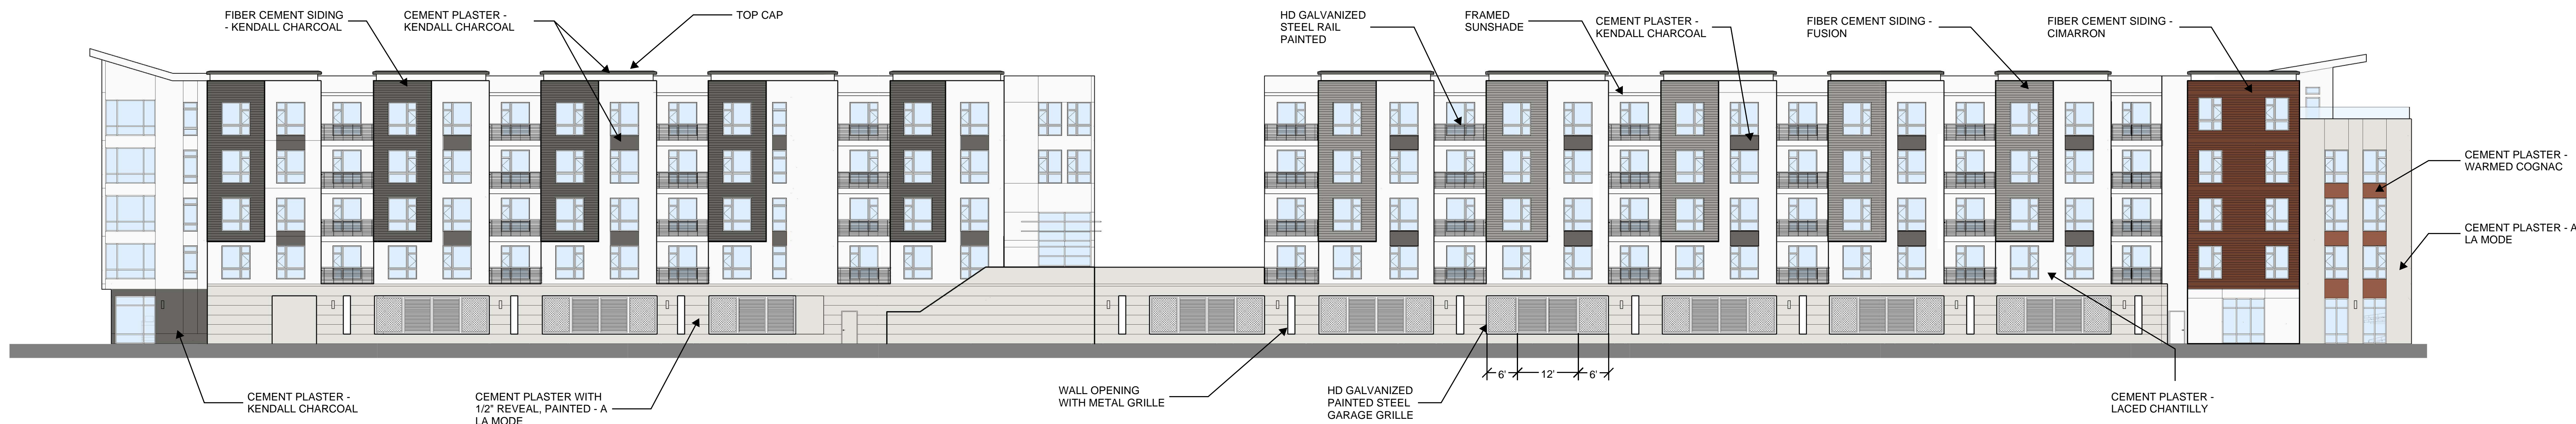 FIBER CEMENT SIDING
- KENDALL CHARCOAL
CEMENT PLASTER -
KENDALL CHARCOAL
TOP CAP
HD GALVANIZED
STEEL RAIL
PAINTED
FRAMED
SUNSHADE
CEMENT PLASTER -
KENDALL CHARCOAL
FIBER CEMENT SIDING -
FUSION
FIBER CEMENT SIDING -
CIMARRON
CEMENT PLASTER -
WARMED COGNAC
CEMENT PLASTER - A
LA MODE
CEMENT PLASTER -
KENDALL CHARCOAL
CEMENT PLASTER WITH
1/2" REVEAL, PAINTED - A
LA MODE
WALL OPENING
WITH METAL GRILLE
HD GALVANIZED
PAINTED STEEL
GARAGE GRILLE
6' 12' 6'
CEMENT PLASTER -
LACED CHANTILLY